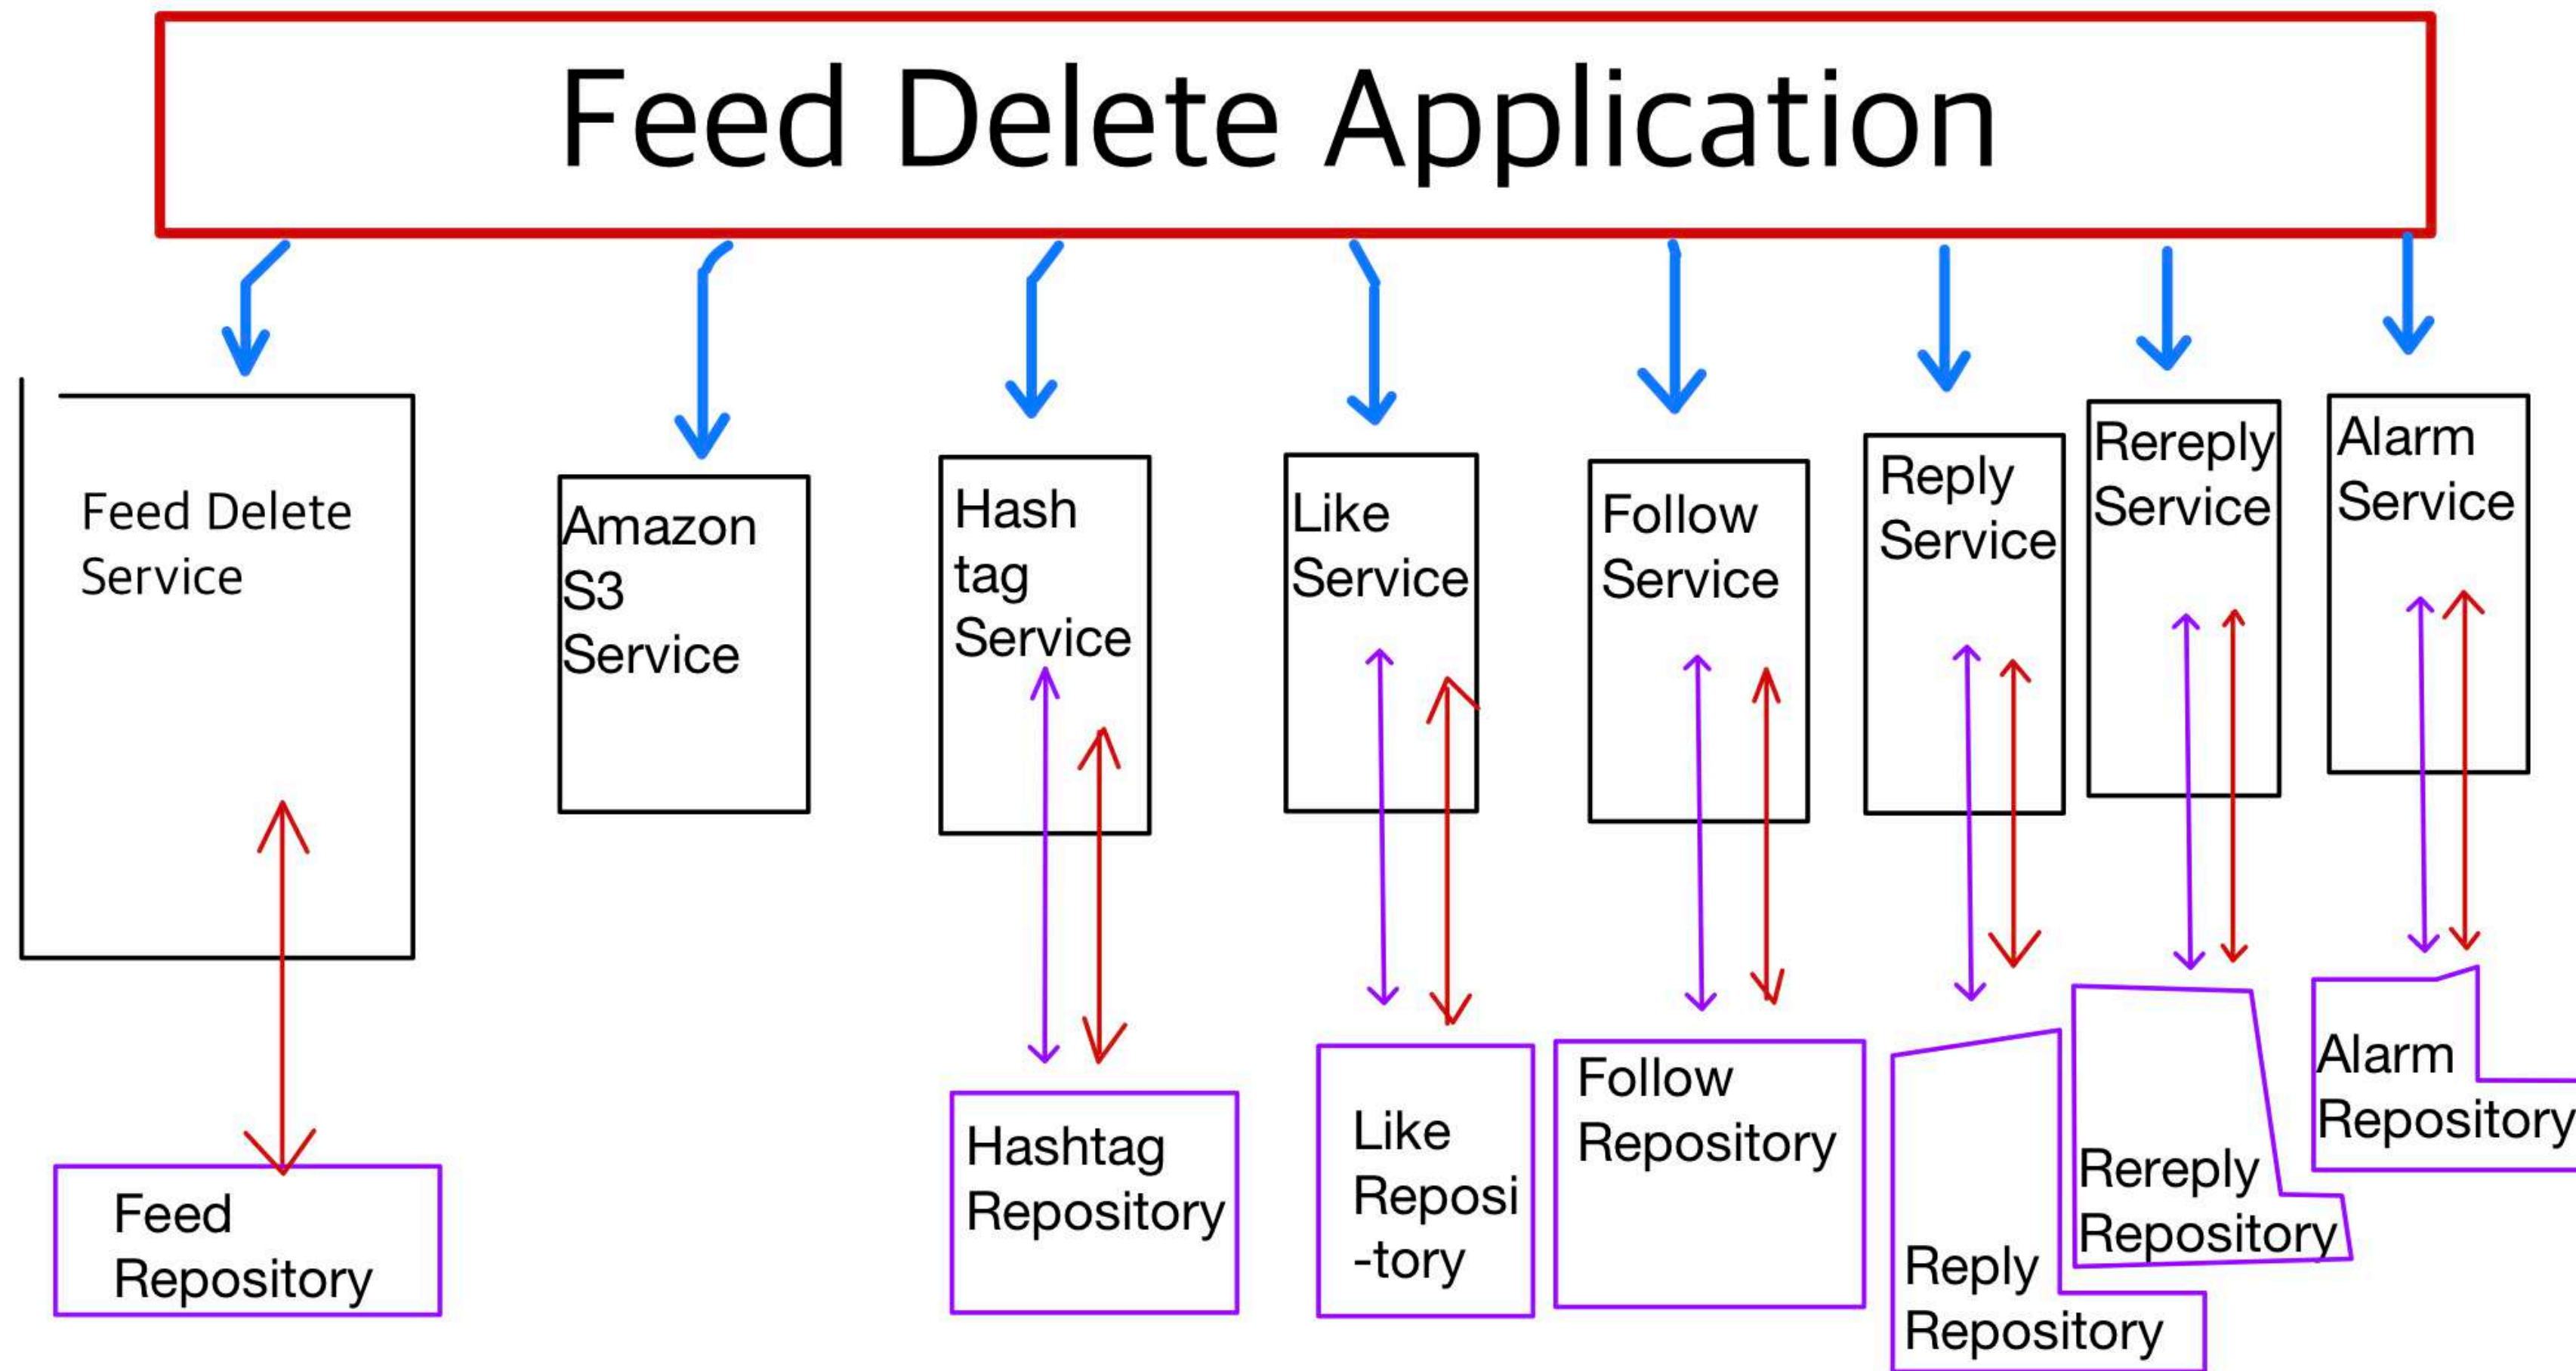 Feed Delete Application
Feed Delete
Service
Amazon
S3
Service
Hash
tag
Service
Like
Service
Follow
Service
Reply
Service
Rereply
Service
Alarm
Service
Feed
Repository
Hashtag
Repository
Like
Reposi
-tory
Follow
Repository
Reply
Repository
Rereply
Repository
Alarm
Repository